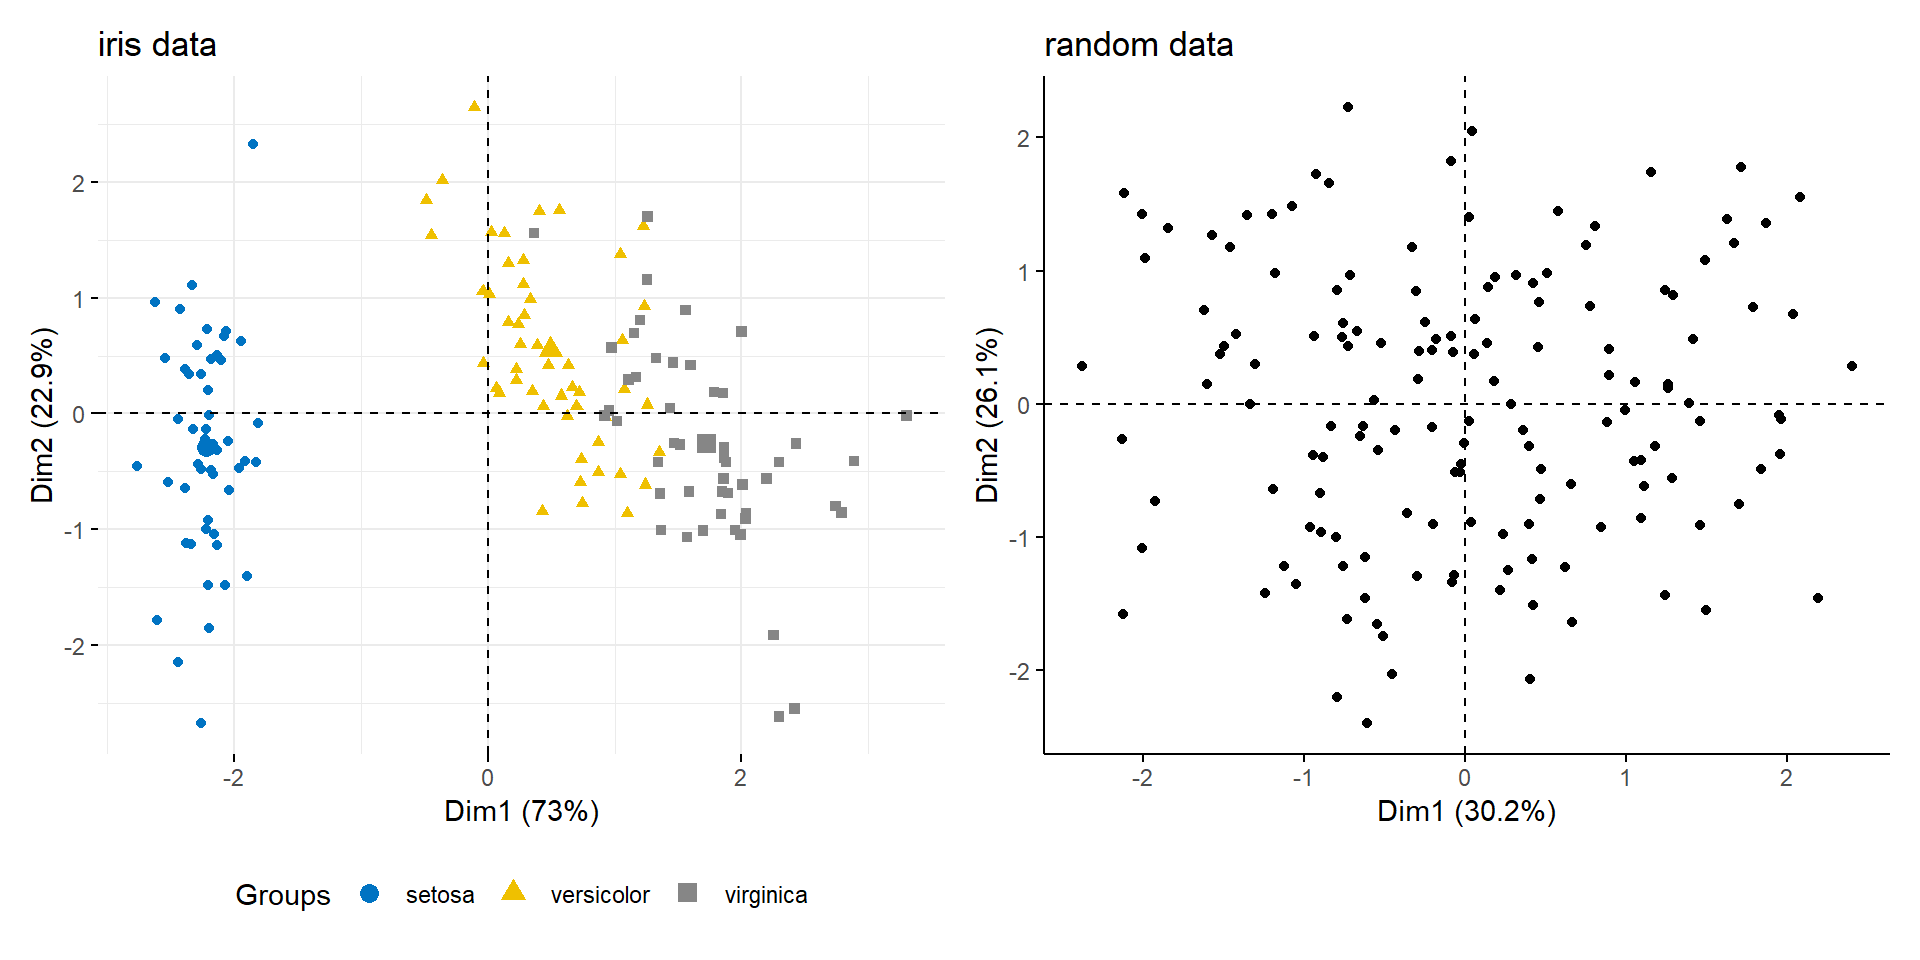 iris data
2
1
0
-1
-2
Dim2 (22.9%)
-2
0
2
Dim1 (73%)
Groups
setosa
versicolor
virginica
random data
2
1
0
-1
-2
Dim2 (26.1%)
-2
-1
0
1
2
Dim1 (30.2%)